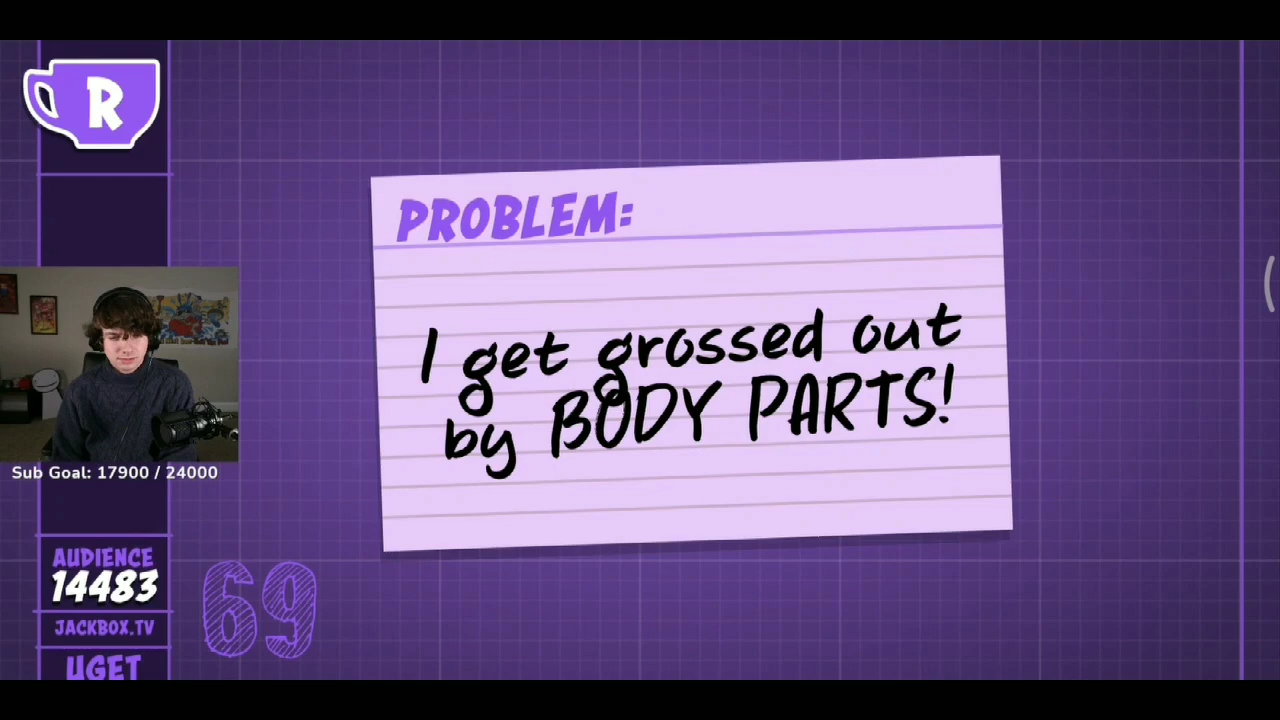 R
PROBLEM:
I get grossed out
by BODY PARTS!
Sub Goal: 17900 / 24000
AUDIENCE
14483
JACKBOX.TV
UGET
69